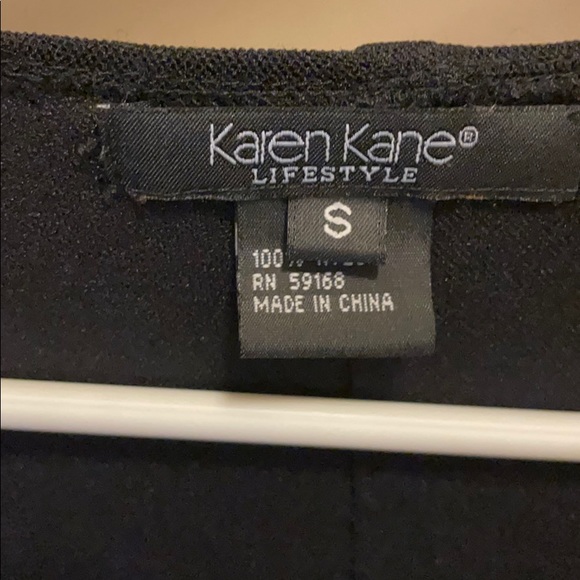 Karen Kane®
LIFESTYLE
S
100%
RN 59168
MADE IN CHINA